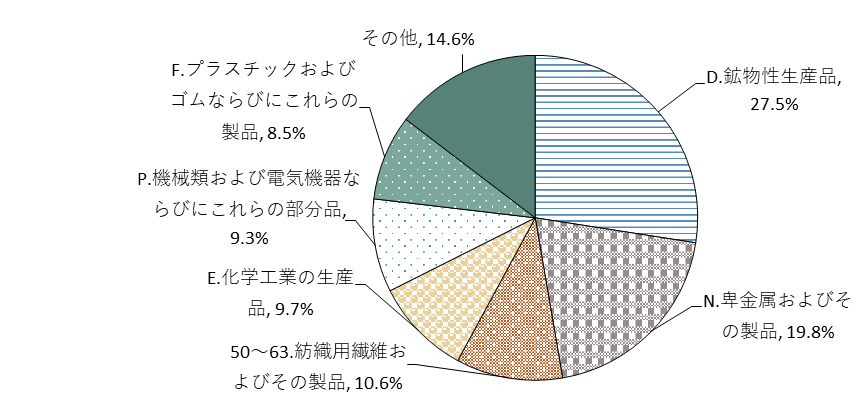 その他, 14.6%
F.プラスチックおよび
ゴムならびにこれらの
製品, 8.5%
P.機械類および電気機器な
らびにこれらの部分品,
9.3%
E.化学工業の生産
品, 9.7%
50～63.紡織用繊維お
よびその製品, 10.6%
D.鉱物性生産品,
27.5%
N.卑金属およびそ
の製品, 19.8%